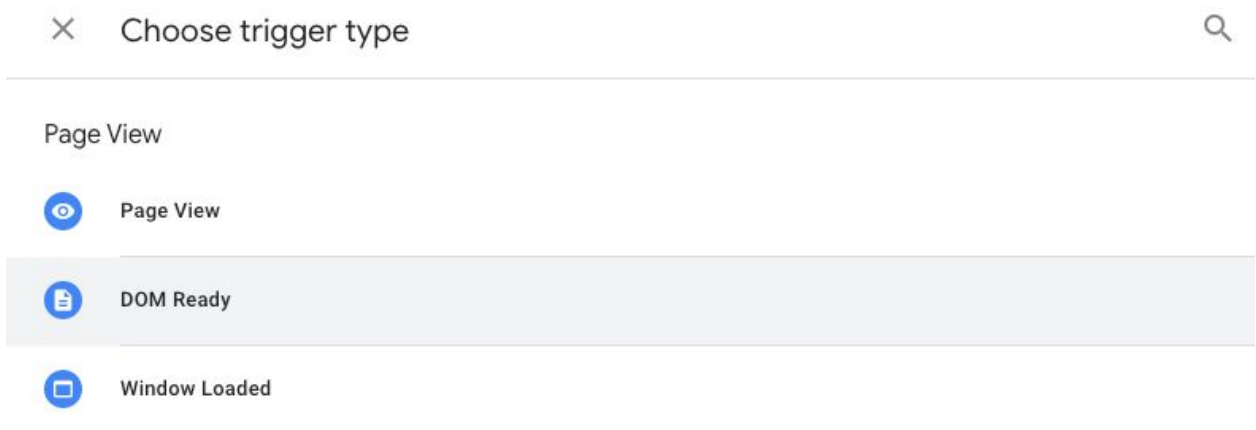 Choose trigger type
Page View
Page View
DOM Ready
Window Loaded